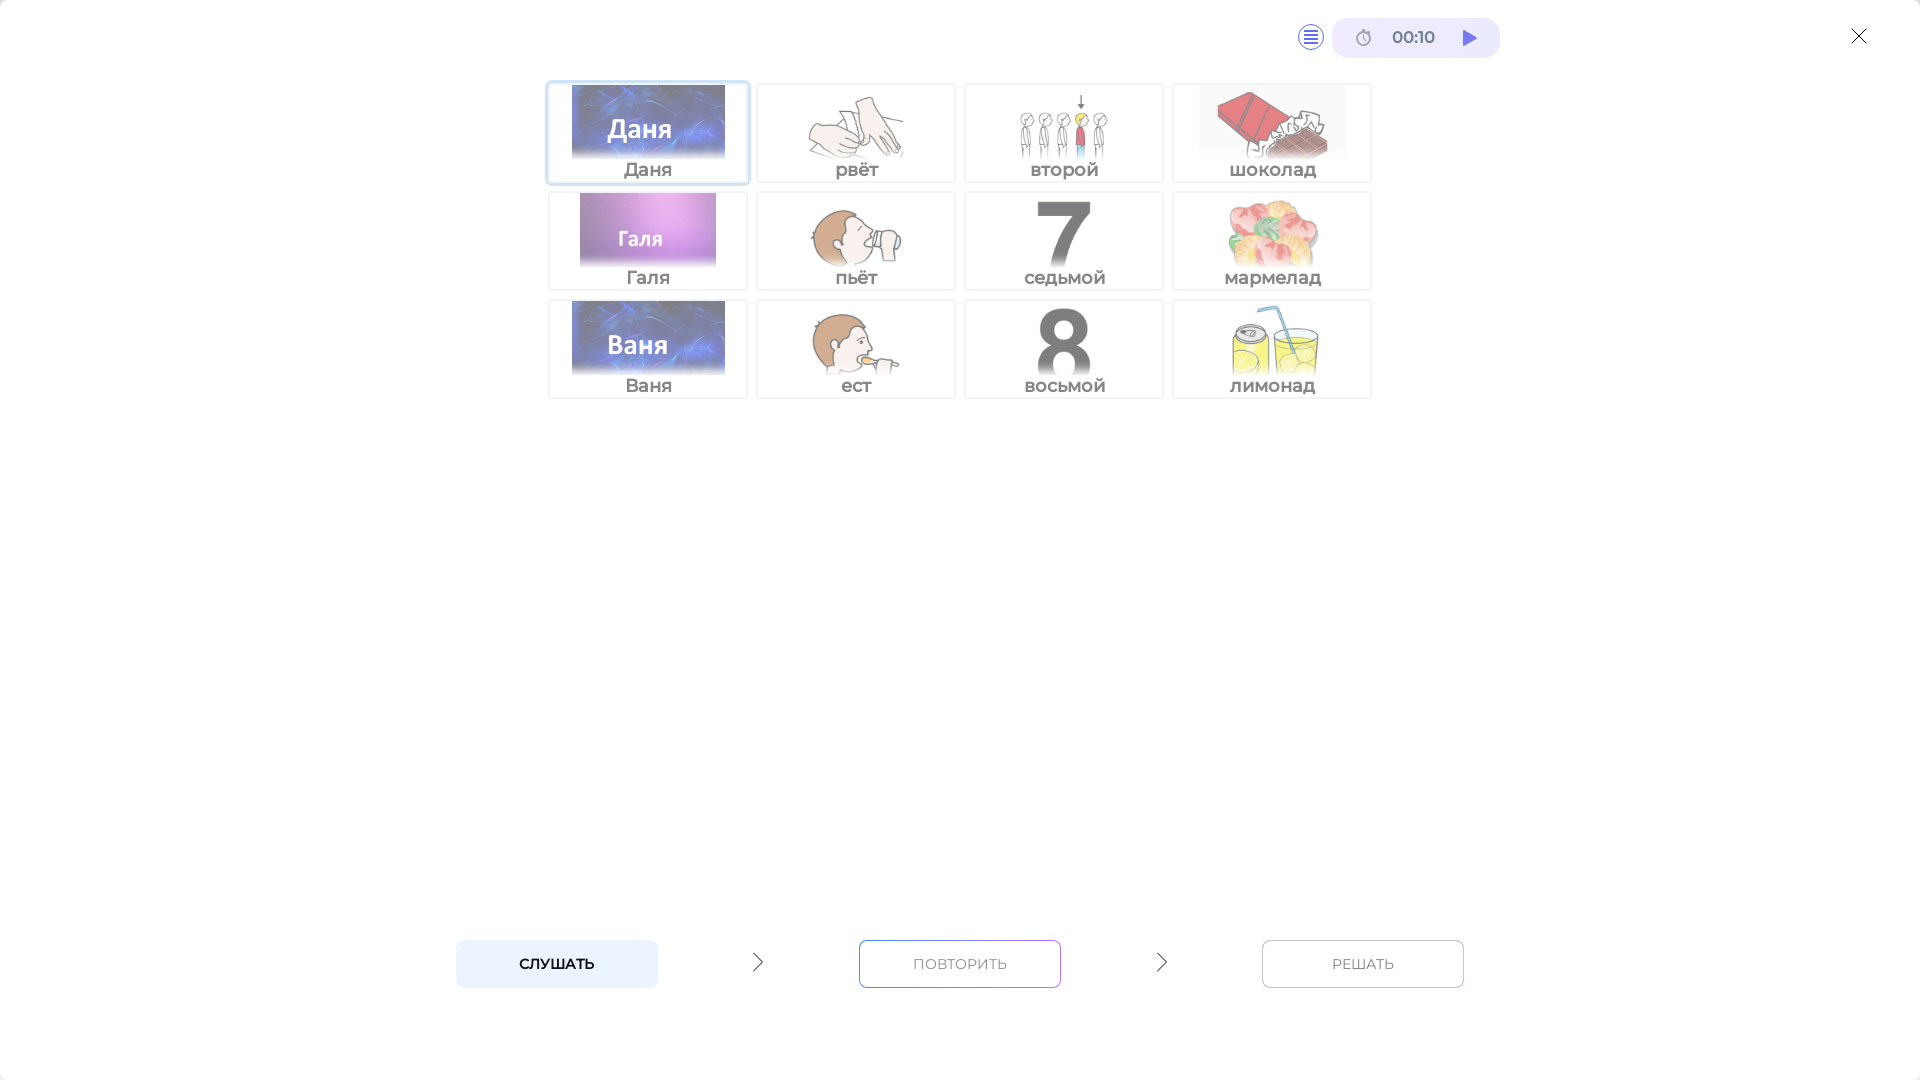 00:10
Даня
Даня
рвёт
второй
шоколад
Галя
Галя
пьёт
7
седьмой
мармелад
Ваня
Ваня
ест
8
восьмой
лимонад
СЛУШАТЬ
ПОВТОРИТЬ
РЕШАТЬ